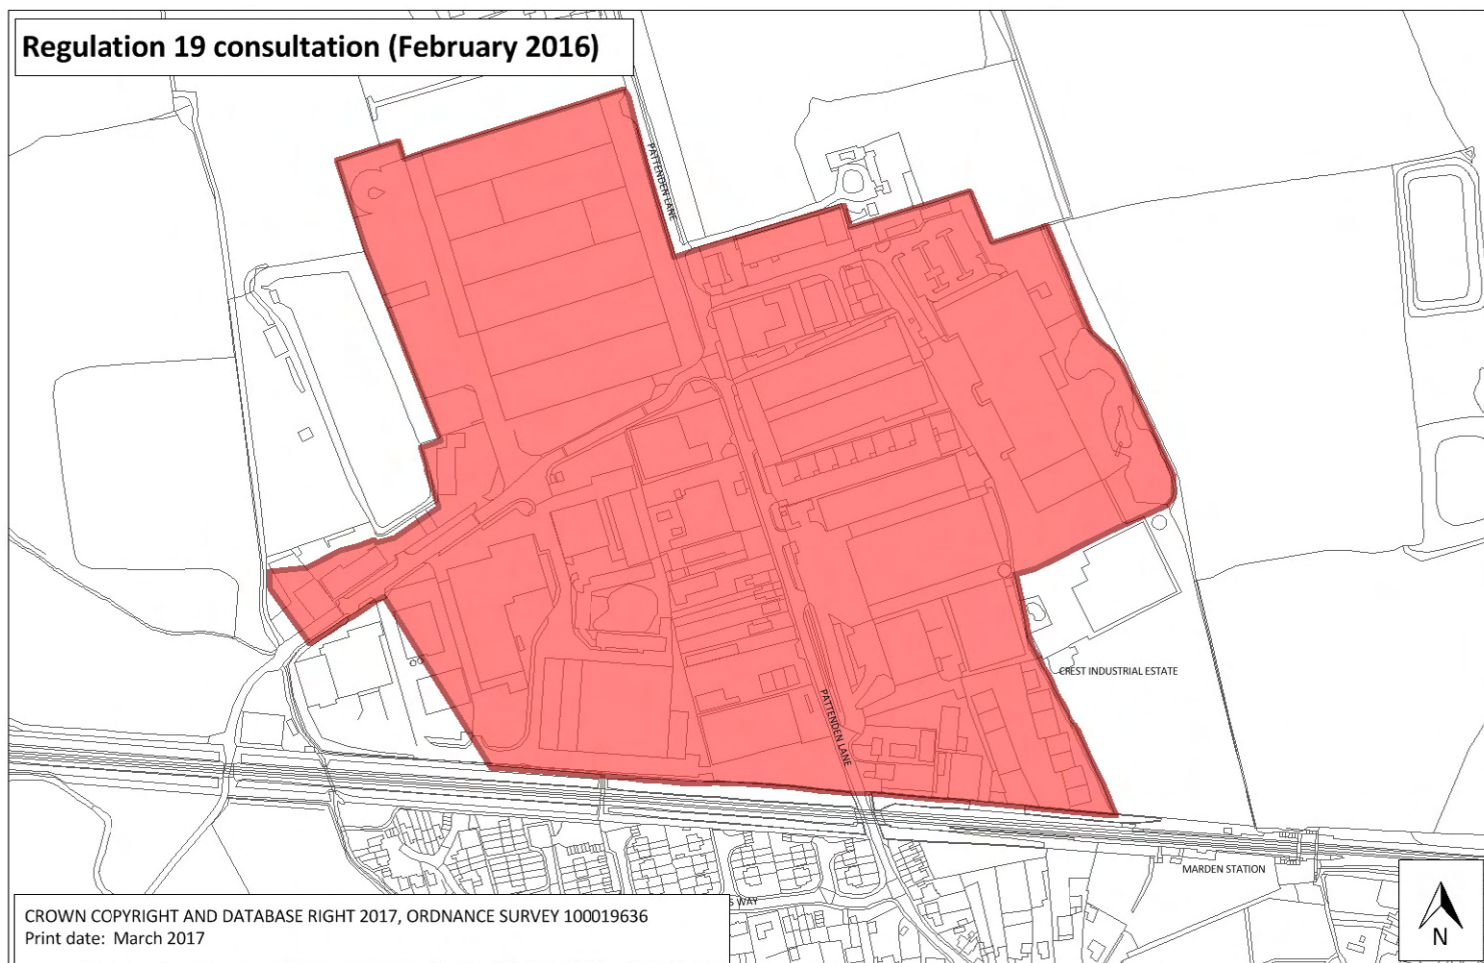 Regulation 19 consultation (February 2016)
PATTENDEN LANE
CREST INDUSTRIAL ESTATE
PATTENDEN LANE
MARDEN STATION
WAY
CROWN COPYRIGHT AND DATABASE RIGHT 2017, ORDNANCE SURVEY 100019636
Print date: March 2017
N